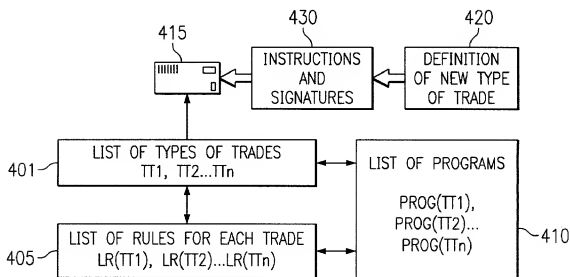 415
430
420
INSTRUCTIONS
AND
SIGNATURES
DEFINITION
OF NEW TYPE
OF TRADE
401
LIST OF TYPES OF TRADES
TT1, TT2...TTn
LIST OF PROGRAMS
PROG(TT1),
PROG(TT2)...
PROG(TTn)
410
405
LIST OF RULES FOR EACH TRADE
LR(TT1), LR(TT2)...LR(TTn)